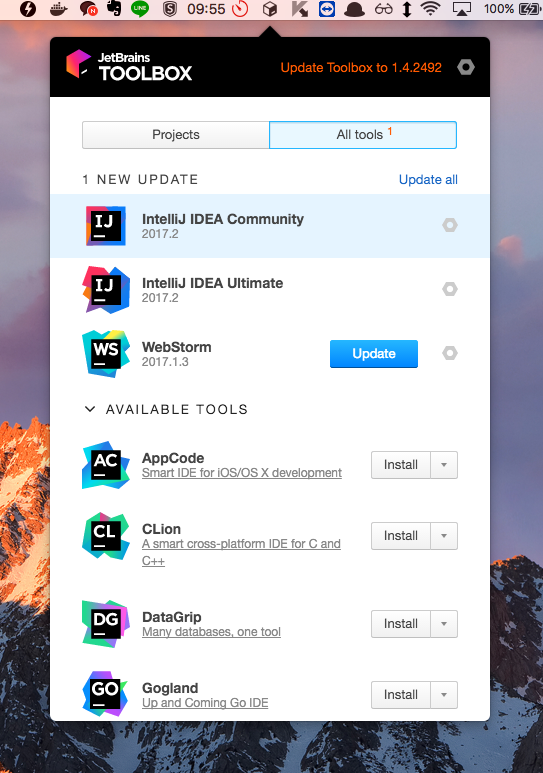 LINE
S
09:55
100%
JetBrains
TOOLBOX
Update Toolbox to 1.4.2492
Projects
All tools 1
1 NEW UPDATE
Update all
IJ
IntelliJ IDEA Community
2017.2
IJ
IntelliJ IDEA Ultimate
2017.2
WS
WebStorm
2017.1.3
Update
AVAILABLE TOOLS
AC
AppCode
Smart IDE for iOS/OS X development
Install
CL
CLion
A smart cross-platform IDE for C and
C++
Install
DG
DataGrip
Many databases, one tool
Install
GO
Gogland
Up and Coming Go IDE
Install